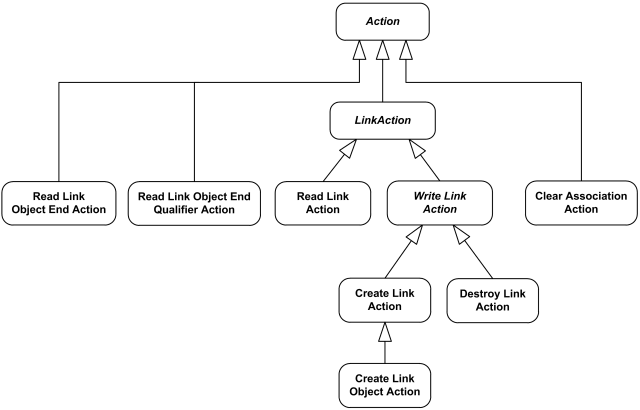 Action
LinkAction
Read Link
Object End Action
Read Link Object End
Qualifier Action
Read Link
Action
Write Link
Action
Clear Association
Action
Create Link
Action
Destroy Link
Action
Create Link
Object Action